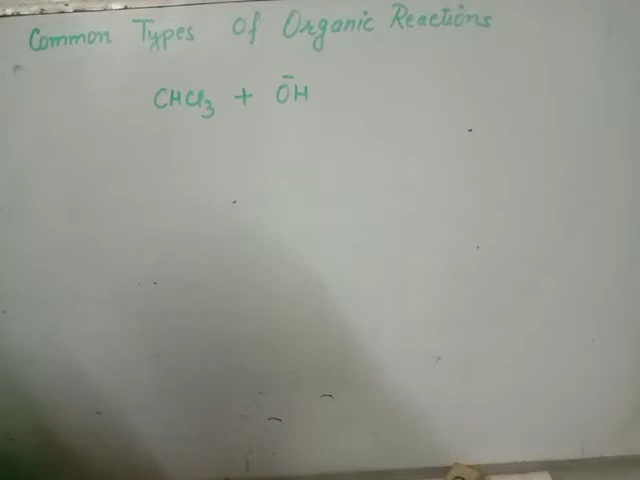 Common Types Of Organic Reactions
CHCl₃ + ŌH